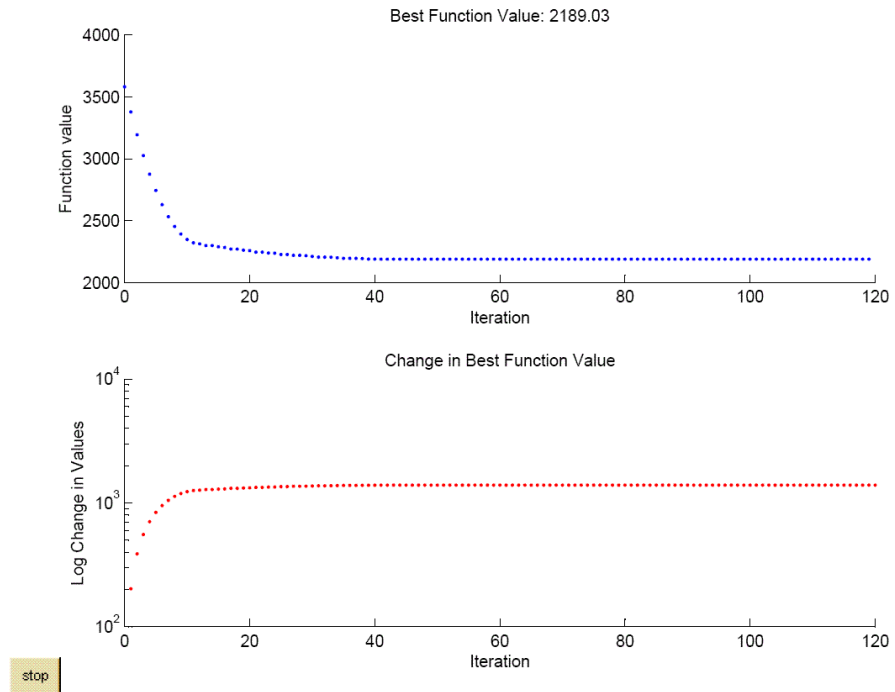 Best Function Value: 2189.03
4000
3500
3000
2500
2000
Function value
0 20 40 60 80 100 120
Iteration
Change in Best Function Value
10^4
10^3
10^2
Log Change in Values
0 20 40 60 80 100 120
Iteration
stop